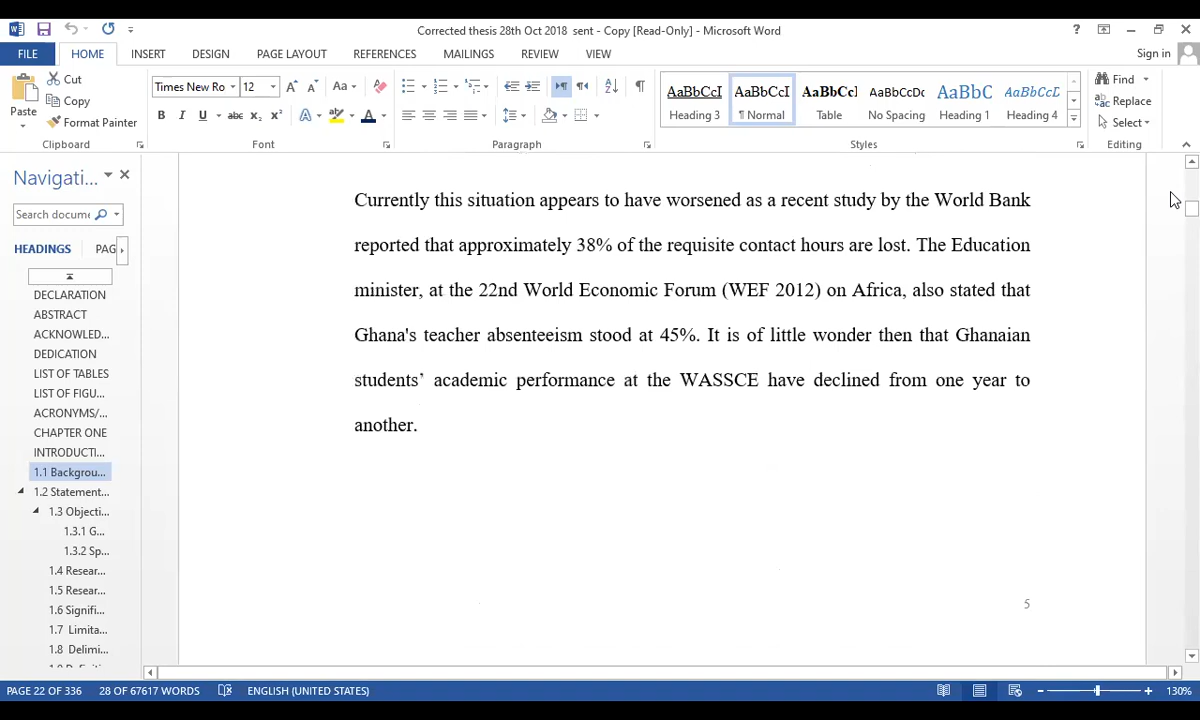 Corrected thesis 28th Oct 2018 sent - Copy [Read-Only] - Microsoft Word
Sign in
FILE HOME INSERT DESIGN PAGE LAYOUT REFERENCES MAILINGS REVIEW VIEW
Paste
Cut
Copy
Format Painter
Clipboard
Times New Ro 12
Font
Paragraph
AaBbCcI AaBbCcI AaBbCcI AaBbCcDc AaBbC AaBbCcD
Heading 3 ¶ Normal Table No Spacing Heading 1 Heading 4
Styles
Find
Replace
Select
Editing
Navigati...
Search docume
HEADINGS PAG
DECLARATION
ABSTRACT
ACKNOWLED...
DEDICATION
LIST OF TABLES
LIST OF FIGU...
ACRONYMS/...
CHAPTER ONE
INTRODUCTI...
1.1 Backgrou...
1.2 Statement...
1.3 Objecti...
1.3.1 G...
1.3.2 Sp...
1.4 Resear...
1.5 Resear...
1.6 Signifi...
1.7 Limita...
1.8 Delimi...
Currently this situation appears to have worsened as a recent study by the World Bank
reported that approximately 38% of the requisite contact hours are lost. The Education
minister, at the 22nd World Economic Forum (WEF 2012) on Africa, also stated that
Ghana's teacher absenteeism stood at 45%. It is of little wonder then that Ghanaian
students’ academic performance at the WASSCE have declined from one year to
another.
5
PAGE 22 OF 336 28 OF 67617 WORDS ENGLISH (UNITED STATES) 130%